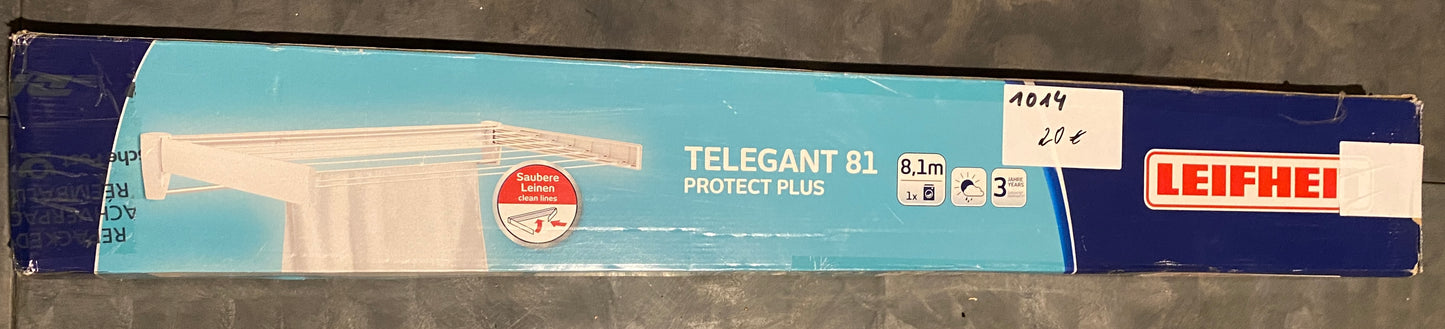 Saubere
Leinen
clean lines
TELEGANT 81
PROTECT PLUS
8,1m
1x
3
JAHRE
YEARS
1014
20 €
LEIFHEI